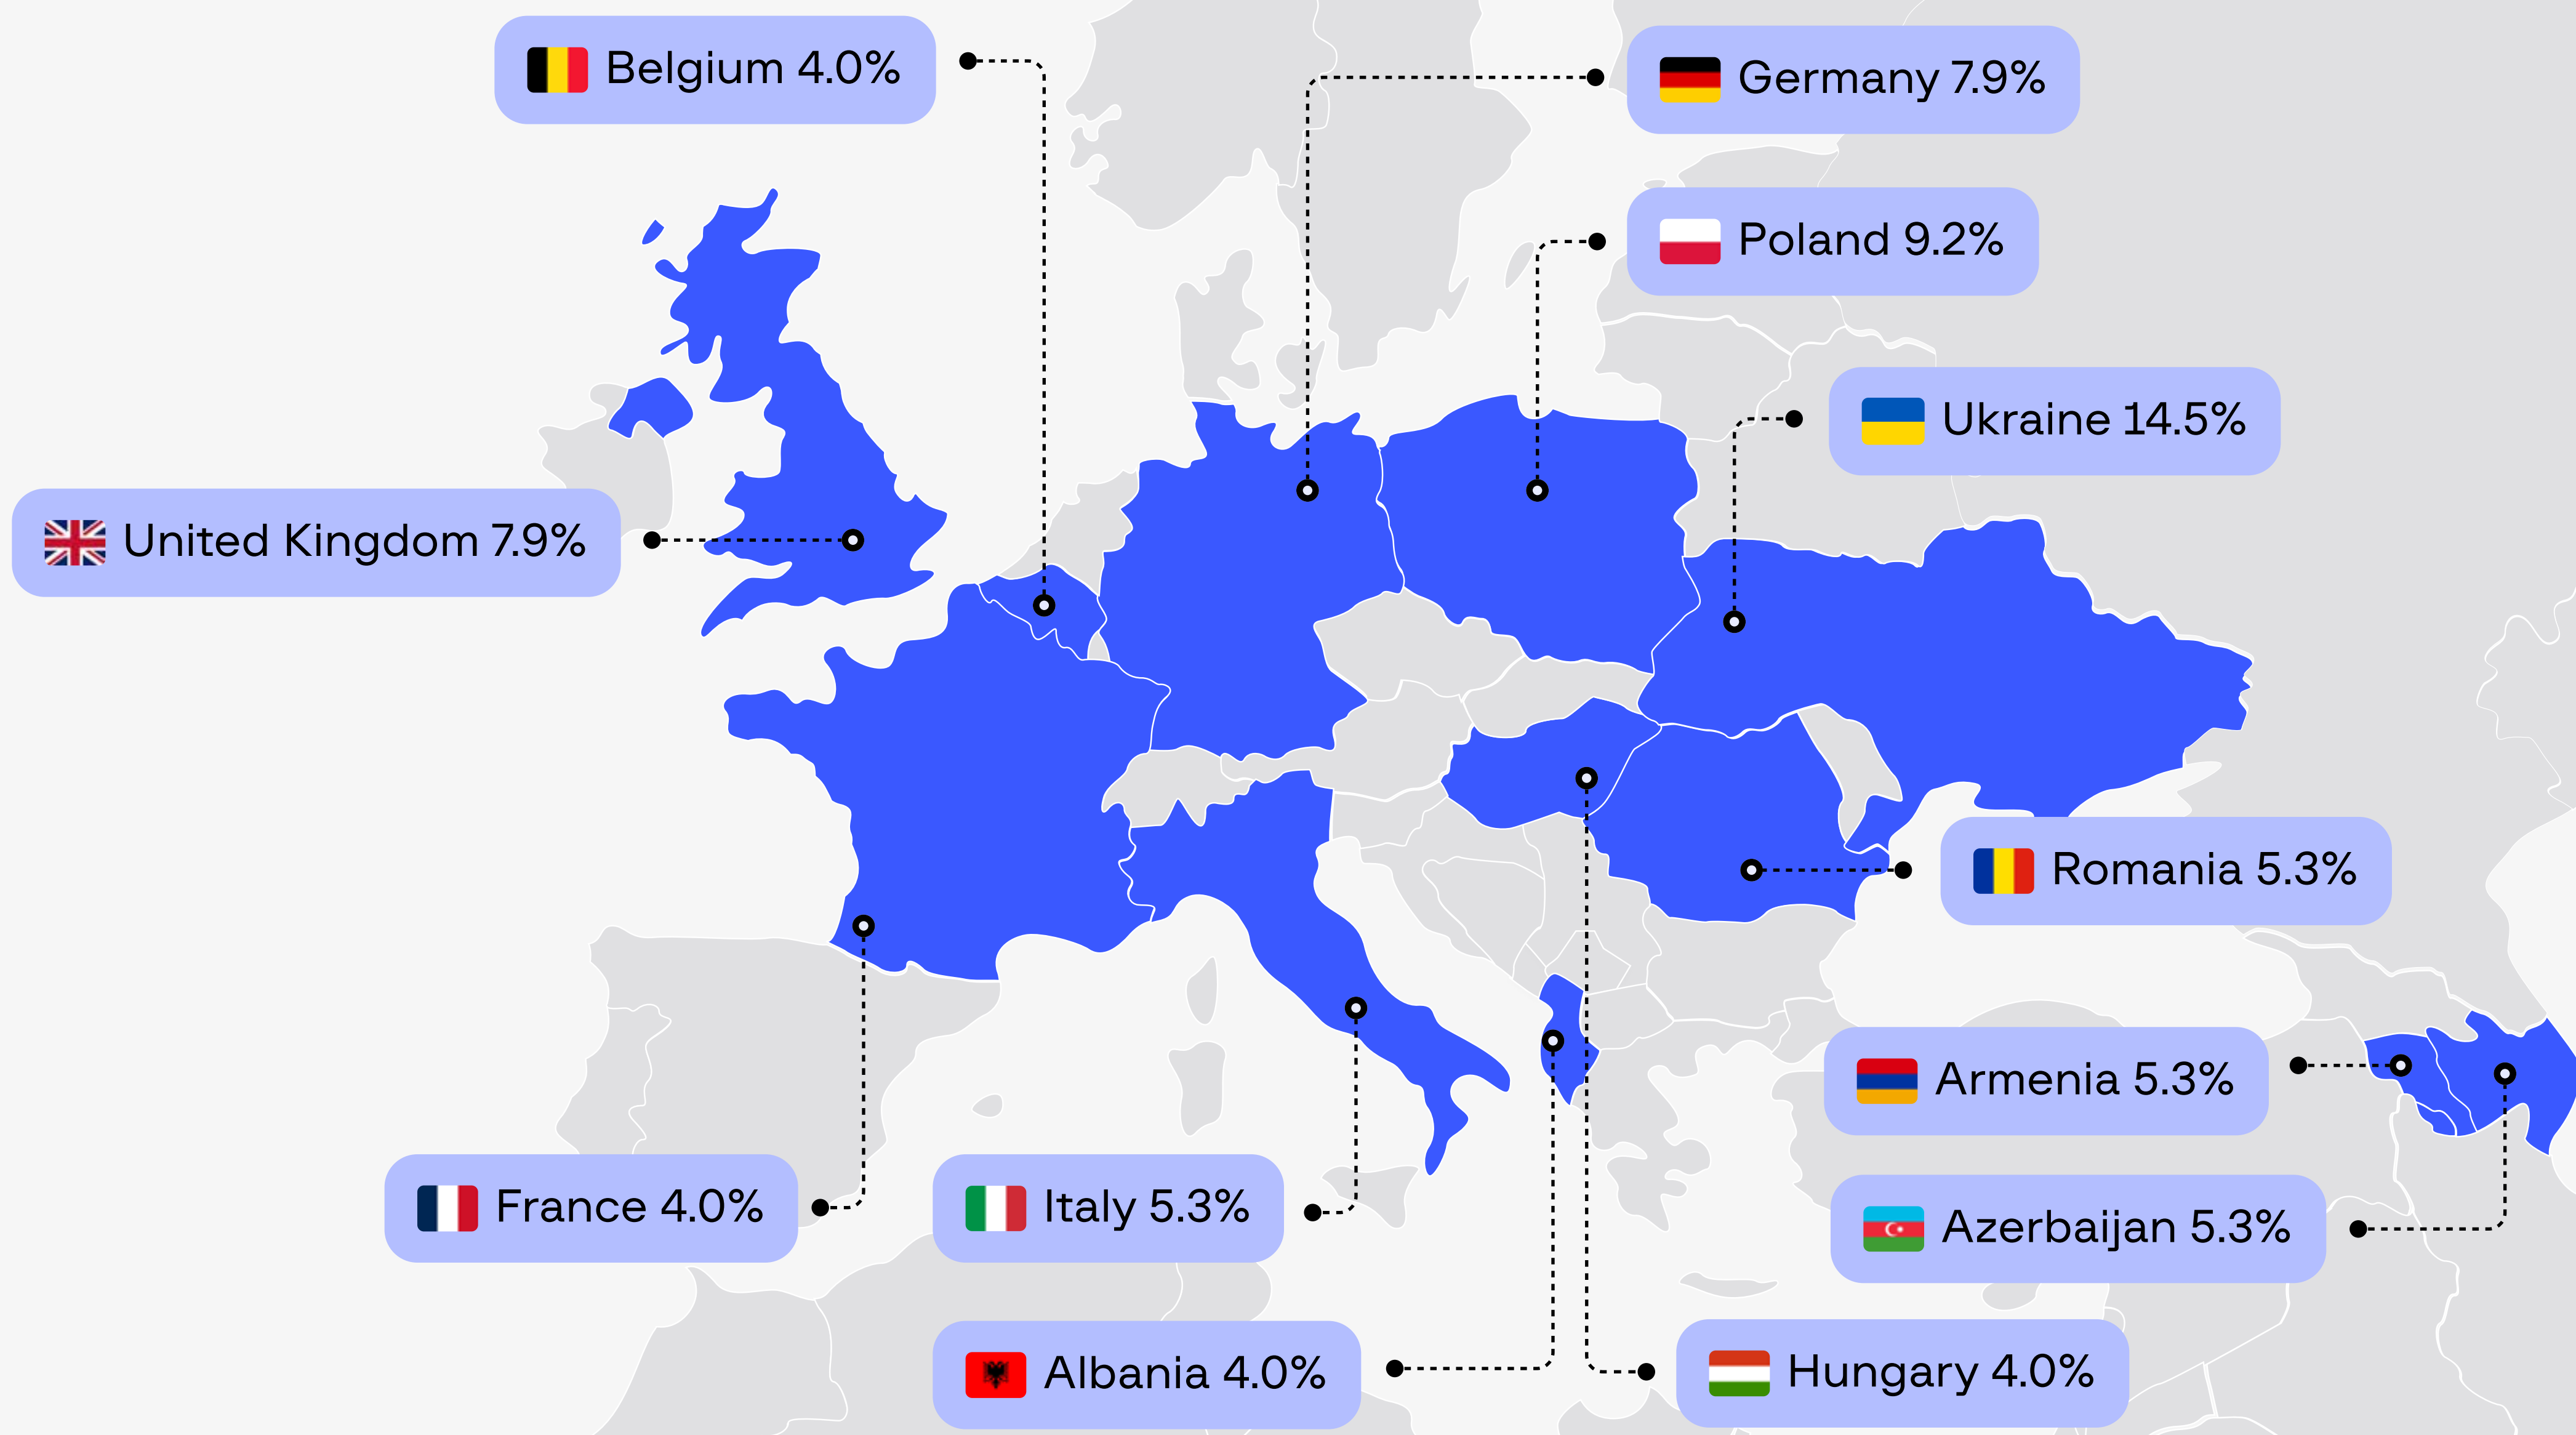 Belgium 4.0%
Germany 7.9%
Poland 9.2%
Ukraine 14.5%
United Kingdom 7.9%
Romania 5.3%
Armenia 5.3%
France 4.0%
Italy 5.3%
Azerbaijan 5.3%
Albania 4.0%
Hungary 4.0%